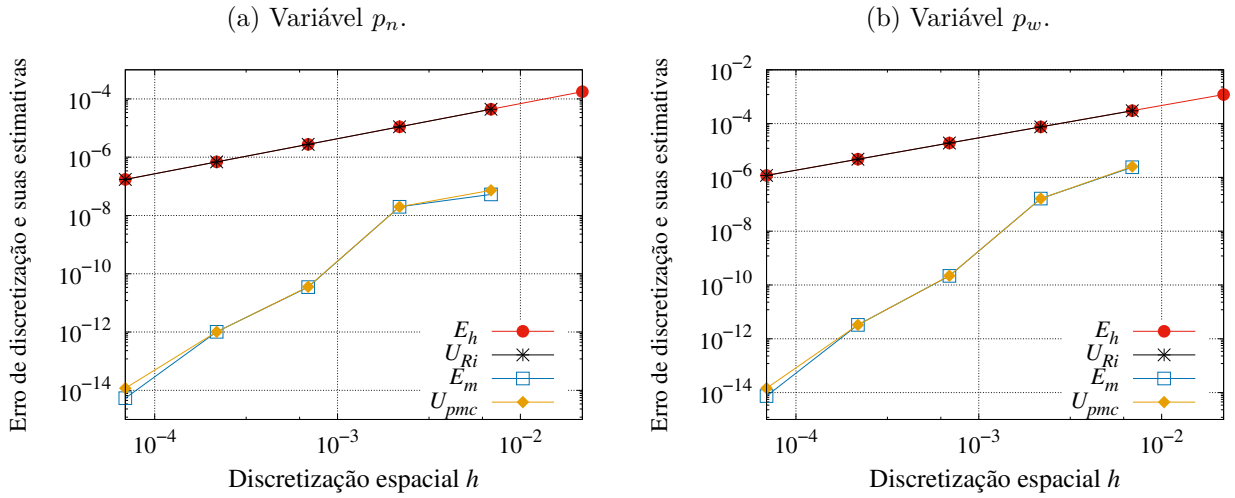 (a) Variável pₙ.
Erro de discretização e suas estimativas
10⁻⁴
10⁻⁶
10⁻⁸
10⁻¹⁰
10⁻¹²
10⁻¹⁴
E_h
U_Ri
E_m
U_pmc
10⁻⁴ 10⁻³ 10⁻²
Discretização espacial h
(b) Variável p_w.
Erro de discretização e suas estimativas
10⁻²
10⁻⁴
10⁻⁶
10⁻⁸
10⁻¹⁰
10⁻¹²
10⁻¹⁴
E_h
U_Ri
E_m
U_pmc
10⁻⁴ 10⁻³ 10⁻²
Discretização espacial h